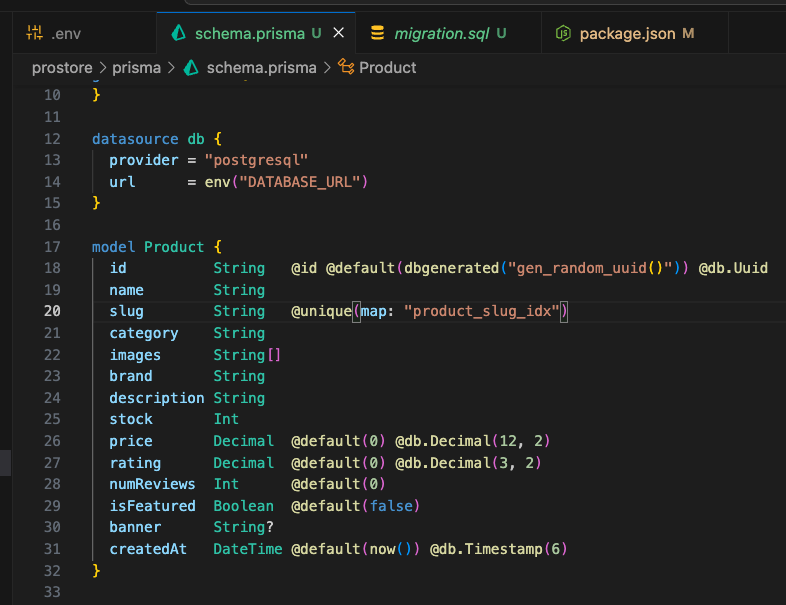 .env schema.prisma U migration.sql U package.json M
prostore > prisma > schema.prisma > Product
10 }
11
12 datasource db {
13   provider = "postgresql"
14   url      = env("DATABASE_URL")
15 }
16
17 model Product {
18   id          String   @id @default(dbgenerated("gen_random_uuid()")) @db.Uuid
19   name        String
20   slug        String   @unique(map: "product_slug_idx")
21   category    String
22   images      String[]
23   brand       String
24   description String
25   stock       Int
26   price       Decimal  @default(0) @db.Decimal(12, 2)
27   rating      Decimal  @default(0) @db.Decimal(3, 2)
28   numReviews  Int      @default(0)
29   isFeatured  Boolean  @default(false)
30   banner      String?
31   createdAt   DateTime @default(now()) @db.Timestamp(6)
32 }
33